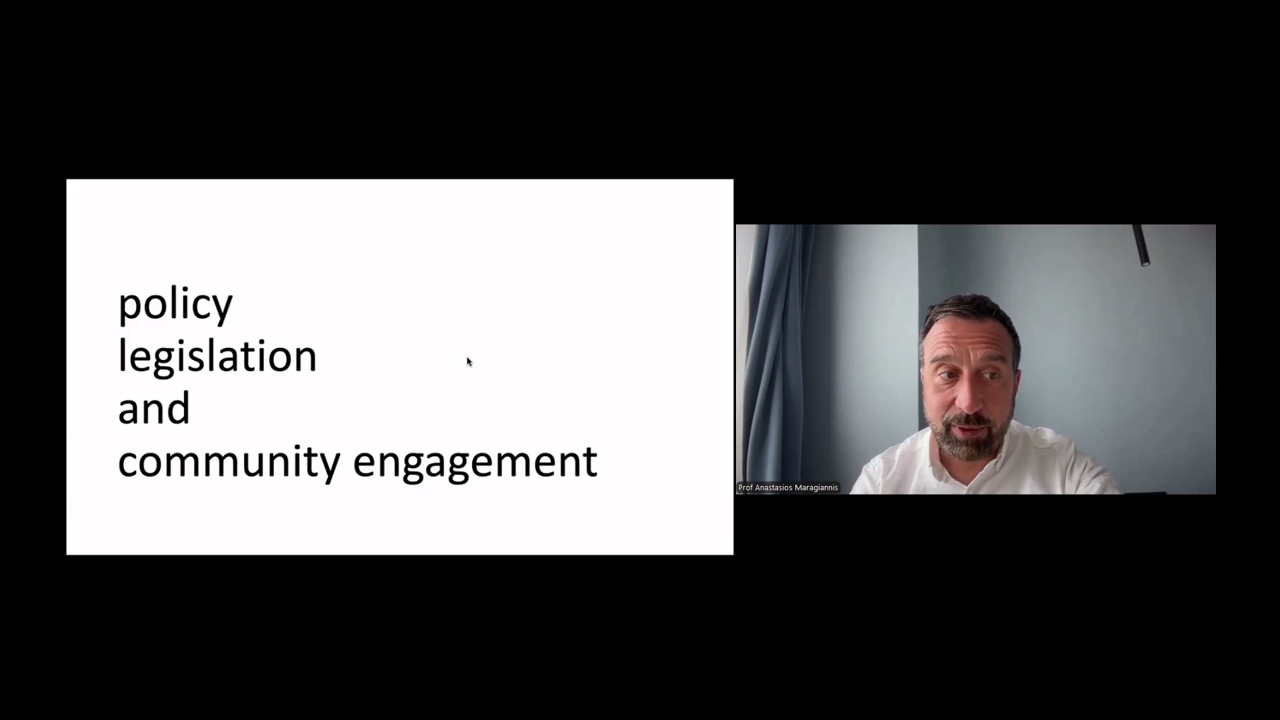 policy
legislation
and
community engagement
Prof Anastasios Maragiannis